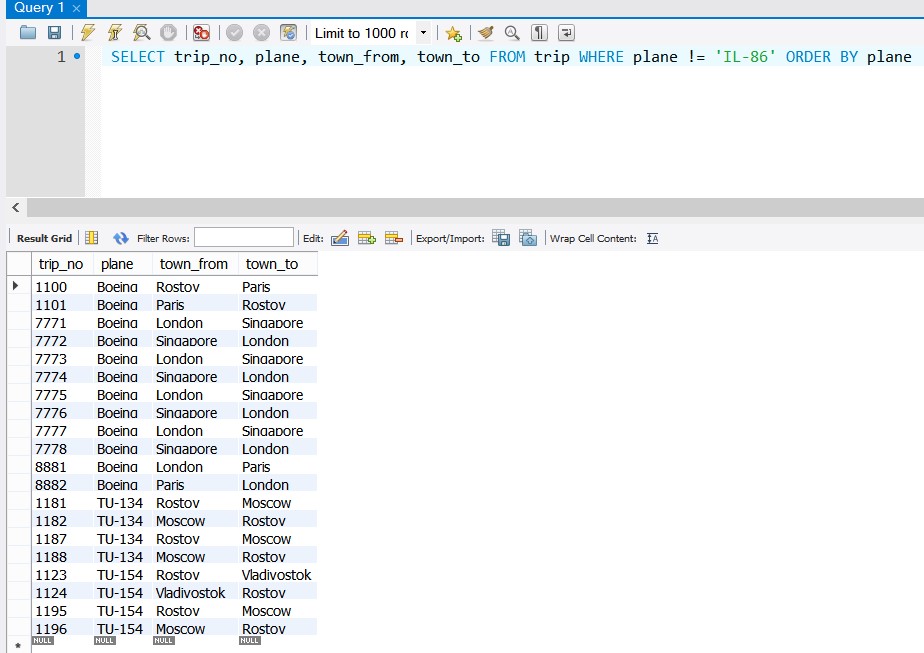 Query 1 ×
Limit to 1000 ro
1 SELECT trip_no, plane, town_from, town_to FROM trip WHERE plane != 'IL-86' ORDER BY plane
Result Grid Filter Rows: Edit: Export/Import: Wrap Cell Content: IA
trip_no plane town_from town_to
1100 Boeing Rostov Paris
1101 Boeing Paris Rostov
7771 Boeing London Singapore
7772 Boeing Singapore London
7773 Boeing London Singapore
7774 Boeing Singapore London
7775 Boeing London Singapore
7776 Boeing Singapore London
7777 Boeing London Singapore
7778 Boeing Singapore London
8881 Boeing London Paris
8882 Boeing Paris London
1181 TU-134 Rostov Moscow
1182 TU-134 Moscow Rostov
1187 TU-134 Rostov Moscow
1188 TU-134 Moscow Rostov
1123 TU-154 Rostov Vladivostok
1124 TU-154 Vladivostok Rostov
1195 TU-154 Rostov Moscow
1196 TU-154 Moscow Rostov
NULL NULL NULL NULL